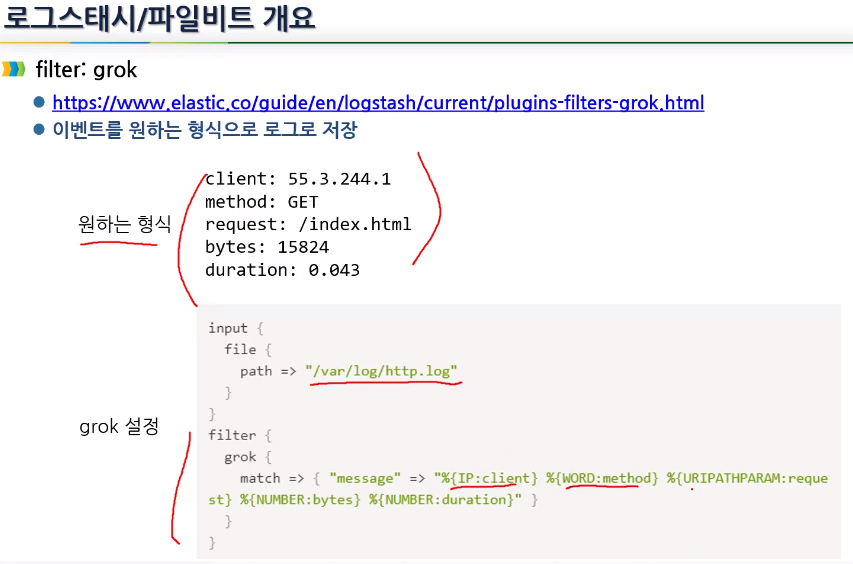 로그스태시/파일비트 개요
filter: grok
https://www.elastic.co/guide/en/logstash/current/plugins-filters-grok.html
이벤트를 원하는 형식으로 로그로 저장
원하는 형식
client: 55.3.244.1
method: GET
request: /index.html
bytes: 15824
duration: 0.043
grok 설정
input {
  file {
    path => "/var/log/http.log"
  }
}
filter {
  grok {
    match => { "message" => "%{IP:client} %{WORD:method} %{URIPATHPARAM:reque
st} %{NUMBER:bytes} %{NUMBER:duration}" }
  }
}